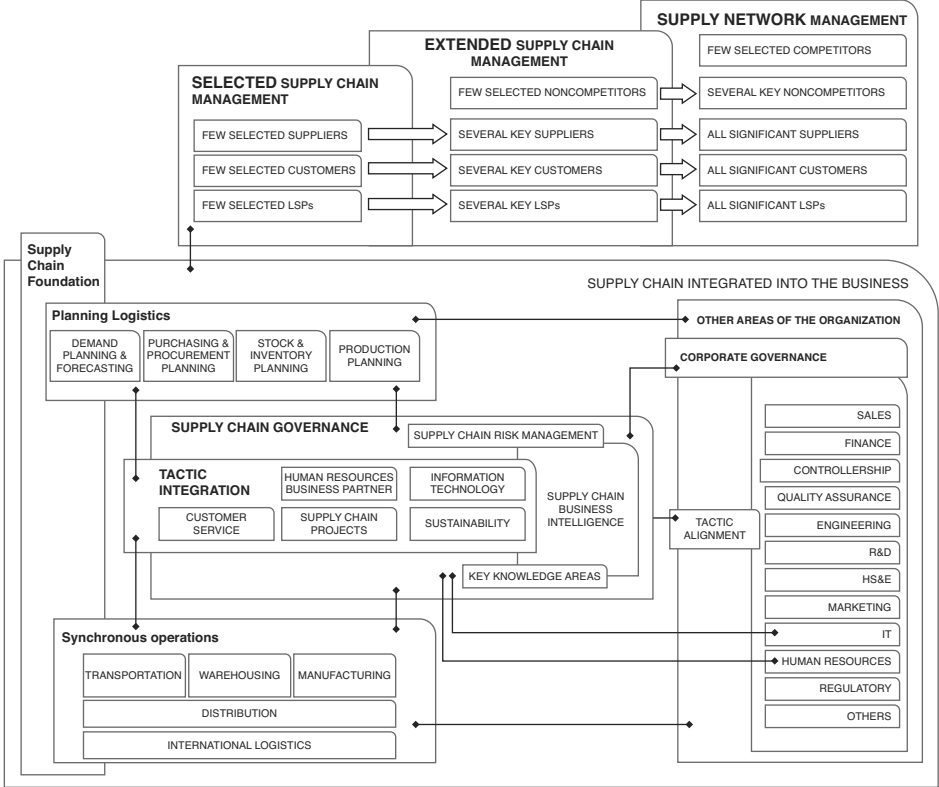 SUPPLY NETWORK MANAGEMENT
FEW SELECTED COMPETITORS
SEVERAL KEY NONCOMPETITORS
ALL SIGNIFICANT SUPPLIERS
ALL SIGNIFICANT CUSTOMERS
ALL SIGNIFICANT LSPs
EXTENDED SUPPLY CHAIN
MANAGEMENT
FEW SELECTED NONCOMPETITORS
SEVERAL KEY SUPPLIERS
SEVERAL KEY CUSTOMERS
SEVERAL KEY LSPs
SELECTED SUPPLY CHAIN
MANAGEMENT
FEW SELECTED SUPPLIERS
FEW SELECTED CUSTOMERS
FEW SELECTED LSPs
Supply
Chain
Foundation
SUPPLY CHAIN INTEGRATED INTO THE BUSINESS
Planning Logistics
DEMAND
PLANNING &
FORECASTING
PURCHASING &
PROCUREMENT
PLANNING
STOCK &
INVENTORY
PLANNING
PRODUCTION
PLANNING
SUPPLY CHAIN GOVERNANCE
SUPPLY CHAIN RISK MANAGEMENT
TACTIC
INTEGRATION
HUMAN RESOURCES
BUSINESS PARTNER
INFORMATION
TECHNOLOGY
CUSTOMER
SERVICE
SUPPLY CHAIN
PROJECTS
SUSTAINABILITY
SUPPLY CHAIN
BUSINESS
INTELLIGENCE
KEY KNOWLEDGE AREAS
Synchronous operations
TRANSPORTATION
WAREHOUSING
MANUFACTURING
DISTRIBUTION
INTERNATIONAL LOGISTICS
OTHER AREAS OF THE ORGANIZATION
CORPORATE GOVERNANCE
TACTIC
ALIGNMENT
SALES
FINANCE
CONTROLLERSHIP
QUALITY ASSURANCE
ENGINEERING
R&D
HS&E
MARKETING
IT
HUMAN RESOURCES
REGULATORY
OTHERS